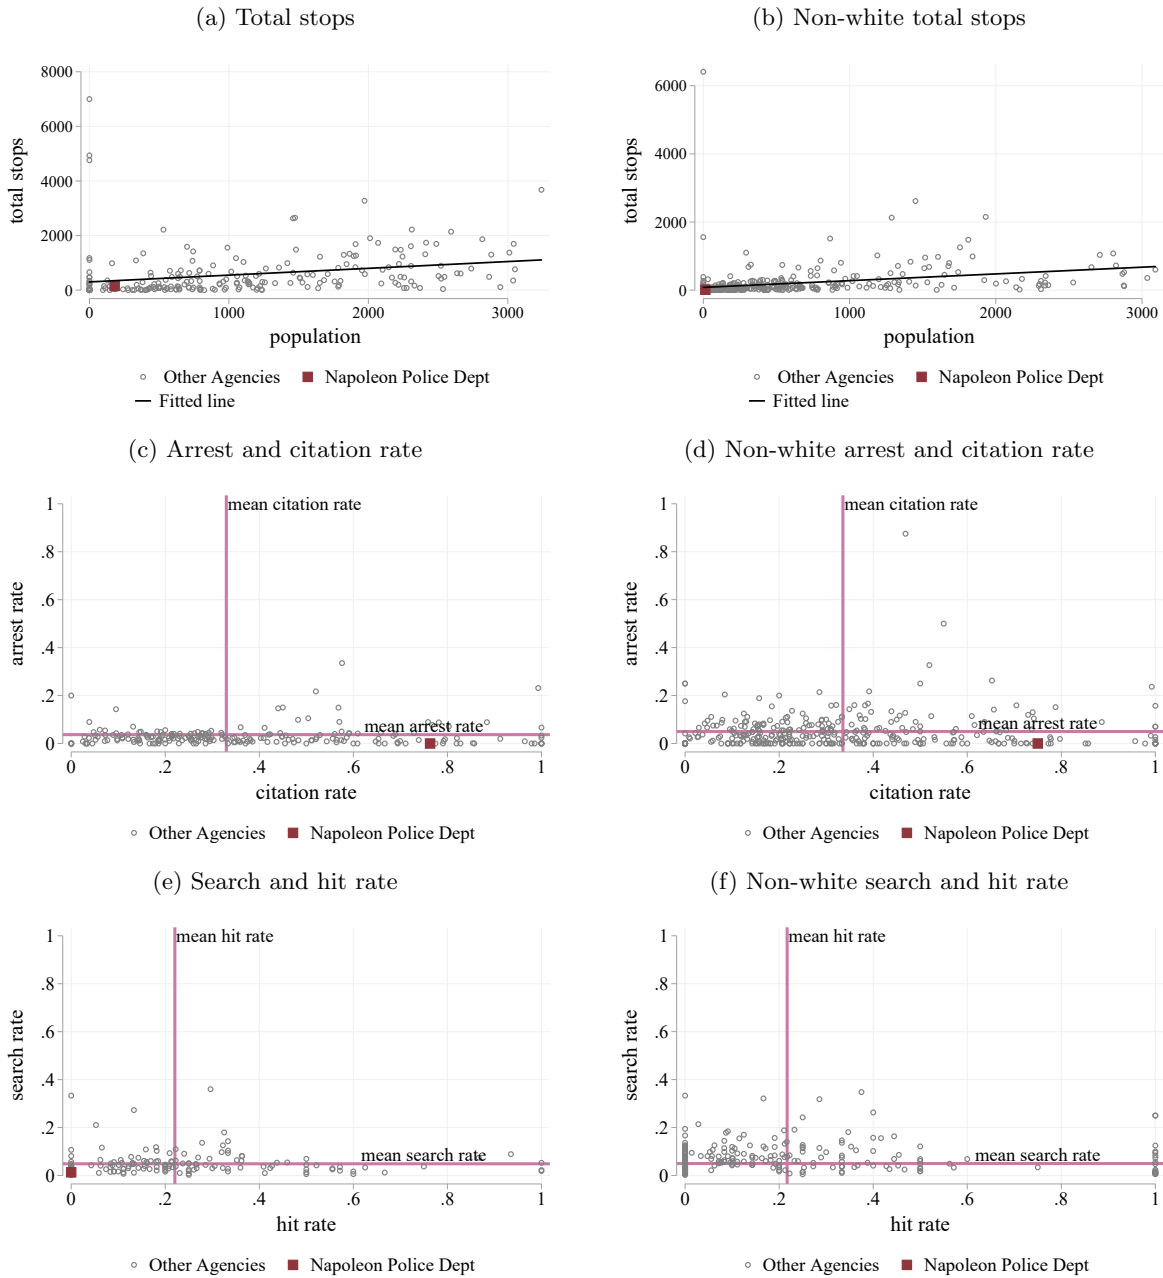 (a) Total stops
(b) Non-white total stops
total stops
8000
6000
4000
2000
0
0 1000 2000 3000
population
Other Agencies Napoleon Police Dept
Fitted line
total stops
6000
4000
2000
0
0 1000 2000 3000
population
Other Agencies Napoleon Police Dept
Fitted line
(c) Arrest and citation rate
(d) Non-white arrest and citation rate
arrest rate
1
.8
.6
.4
.2
0
mean citation rate
mean arrest rate
0 .2 .4 .6 .8 1
citation rate
Other Agencies Napoleon Police Dept
arrest rate
1
.8
.6
.4
.2
0
mean citation rate
mean arrest rate
0 .2 .4 .6 .8 1
citation rate
Other Agencies Napoleon Police Dept
(e) Search and hit rate
(f) Non-white search and hit rate
search rate
1
.8
.6
.4
.2
0
mean hit rate
mean search rate
0 .2 .4 .6 .8 1
hit rate
Other Agencies Napoleon Police Dept
search rate
1
.8
.6
.4
.2
0
mean hit rate
mean search rate
0 .2 .4 .6 .8 1
hit rate
Other Agencies Napoleon Police Dept